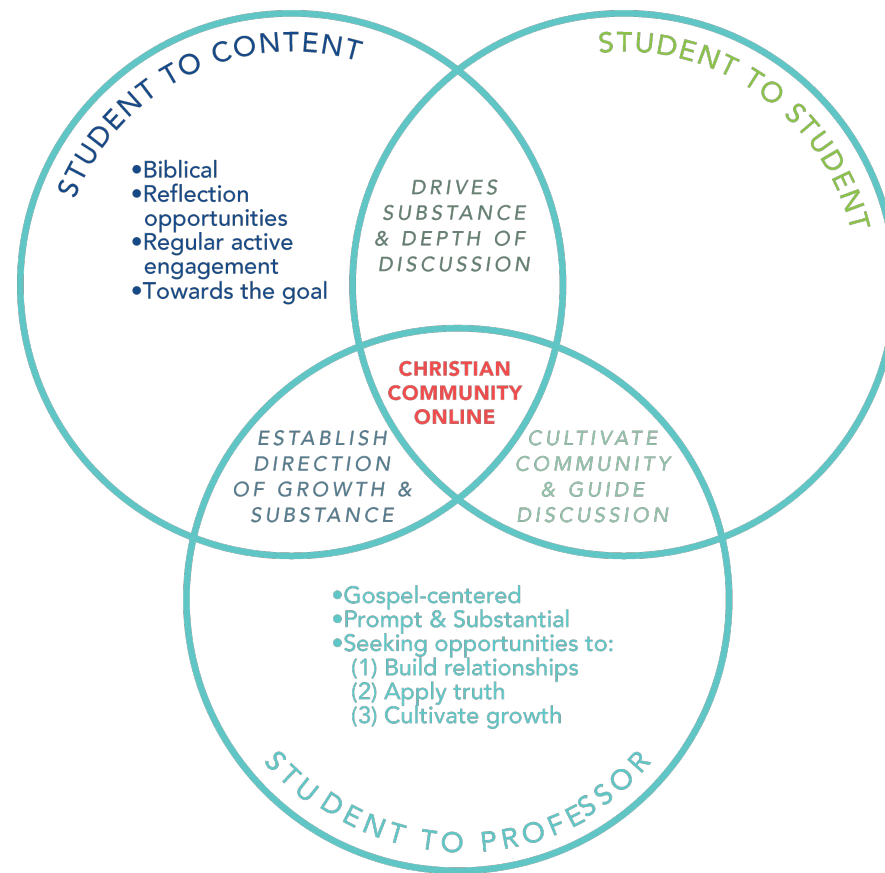 STUDENT TO CONTENT
STUDENT TO STUDENT
•Biblical
•Reflection
opportunities
•Regular active
engagement
•Towards the goal
DRIVES
SUBSTANCE
& DEPTH OF
DISCUSSION
CHRISTIAN
COMMUNITY
ONLINE
ESTABLISH
DIRECTION
OF GROWTH &
SUBSTANCE
CULTIVATE
COMMUNITY
& GUIDE
DISCUSSION
•Gospel-centered
•Prompt & Substantial
•Seeking opportunities to:
(1) Build relationships
(2) Apply truth
(3) Cultivate growth
STUDENT TO PROFESSOR